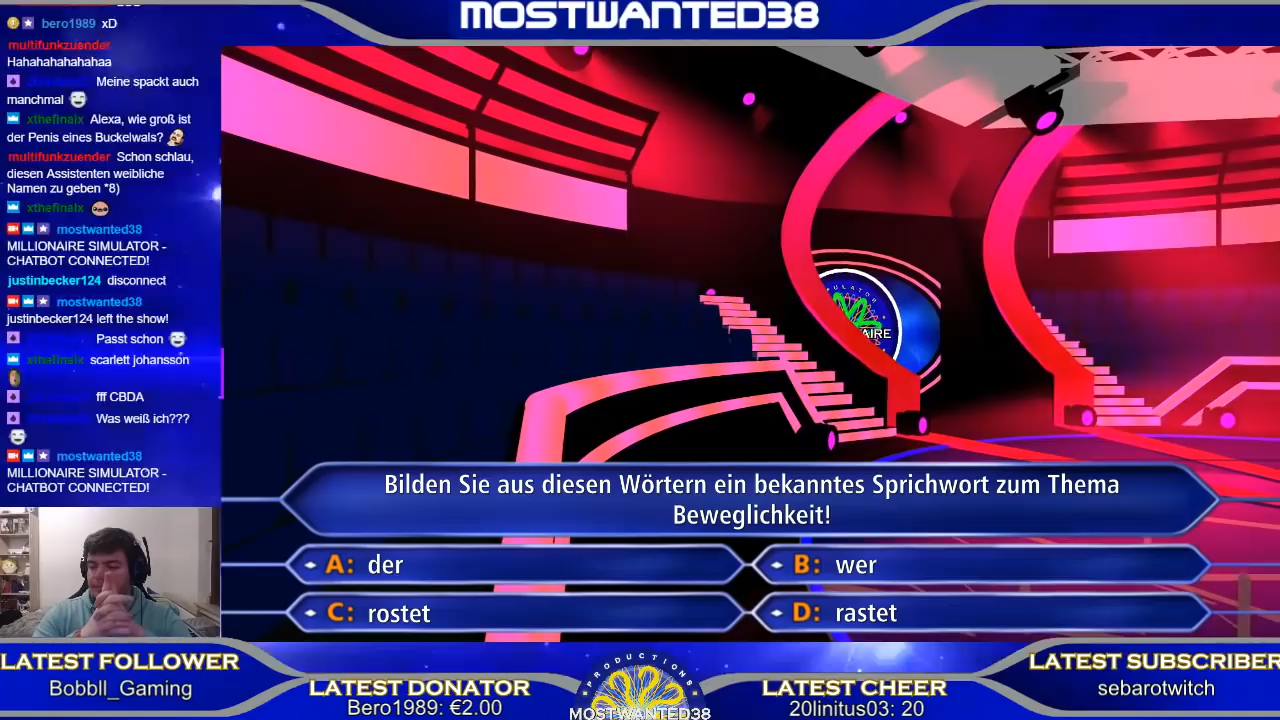 MOSTWANTED38
bero1989 xD
multifunkzuender
Hahahahahahahaa
Meine spackt auch
manchmal
xthefinalx Alexa, wie groß ist
der Penis eines Buckelwals?
multifunkzuender Schon schlau,
diesen Assistenten weibliche
Namen zu geben *8)
xthefinalx
mostwanted38
MILLIONAIRE SIMULATOR -
CHATBOT CONNECTED!
justinbecker124 disconnect
mostwanted38
justinbecker124 left the show!
Passt schon
xthefinalx scarlett johansson
fff CBDA
Was weiß ich???
mostwanted38
MILLIONAIRE SIMULATOR -
CHATBOT CONNECTED!
Bilden Sie aus diesen Wörtern ein bekanntes Sprichwort zum Thema
Beweglichkeit!
A: der
B: wer
C: rostet
D: rastet
LATEST FOLLOWER
Bobbll_Gaming
LATEST DONATOR
Bero1989: €2.00
PRODUCTIONS
MOSTWANTED38
LATEST CHEER
20linitus03: 20
LATEST SUBSCRIBER
sebarotwitch